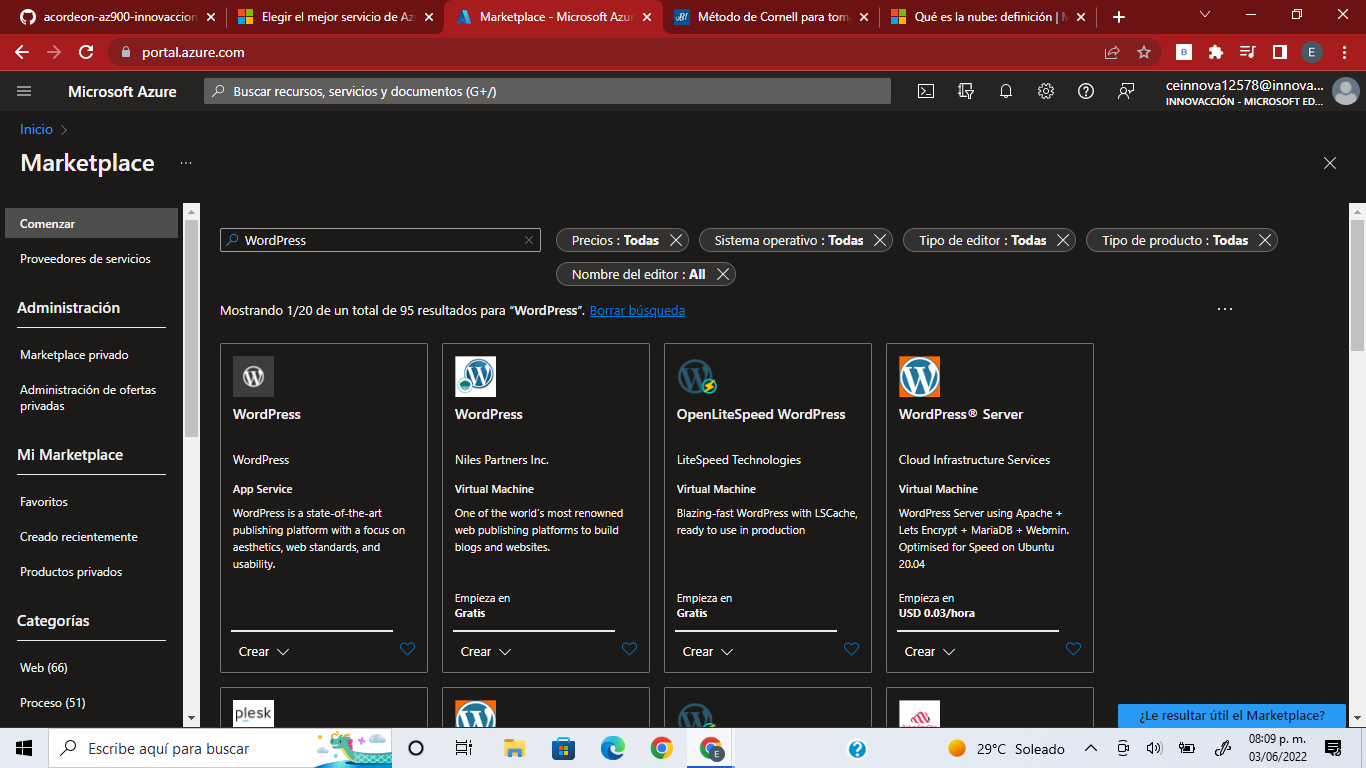 acordeon-az900-innovaccion
Elegir el mejor servicio de Az
Marketplace - Microsoft Azur
Método de Cornell para tom
Qué es la nube: definición | M
portal.azure.com
B
E
Microsoft Azure
Buscar recursos, servicios y documentos (G+/)
ceinnova12578@innova...
INNOVACCIÓN - MICROSOFT ED...
Inicio
Marketplace
Comenzar
Proveedores de servicios
Administración
Marketplace privado
Administración de ofertas
privadas
Mi Marketplace
Favoritos
Creado recientemente
Productos privados
Categorías
Web (66)
Proceso (51)
WordPress
Precios : Todas
Sistema operativo : Todas
Tipo de editor : Todas
Tipo de producto : Todas
Nombre del editor : All
Mostrando 1/20 de un total de 95 resultados para "WordPress". Borrar búsqueda
WordPress
WordPress
App Service
WordPress is a state-of-the-art
publishing platform with a focus on
aesthetics, web standards, and
usability.
Crear
WordPress
Niles Partners Inc.
Virtual Machine
One of the world's most renowned
web publishing platforms to build
blogs and websites.
Empieza en
Gratis
Crear
OpenLiteSpeed WordPress
LiteSpeed Technologies
Virtual Machine
Blazing-fast WordPress with LSCache,
ready to use in production
Empieza en
Gratis
Crear
WordPress® Server
Cloud Infrastructure Services
Virtual Machine
WordPress Server using Apache +
Lets Encrypt + MariaDB + Webmin.
Optimised for Speed on Ubuntu
20.04
Empieza en
USD 0.03/hora
Crear
plesk
¿Le resultar útil el Marketplace?
Escribe aquí para buscar
E
29°C Soleado
08:09 p. m.
03/06/2022